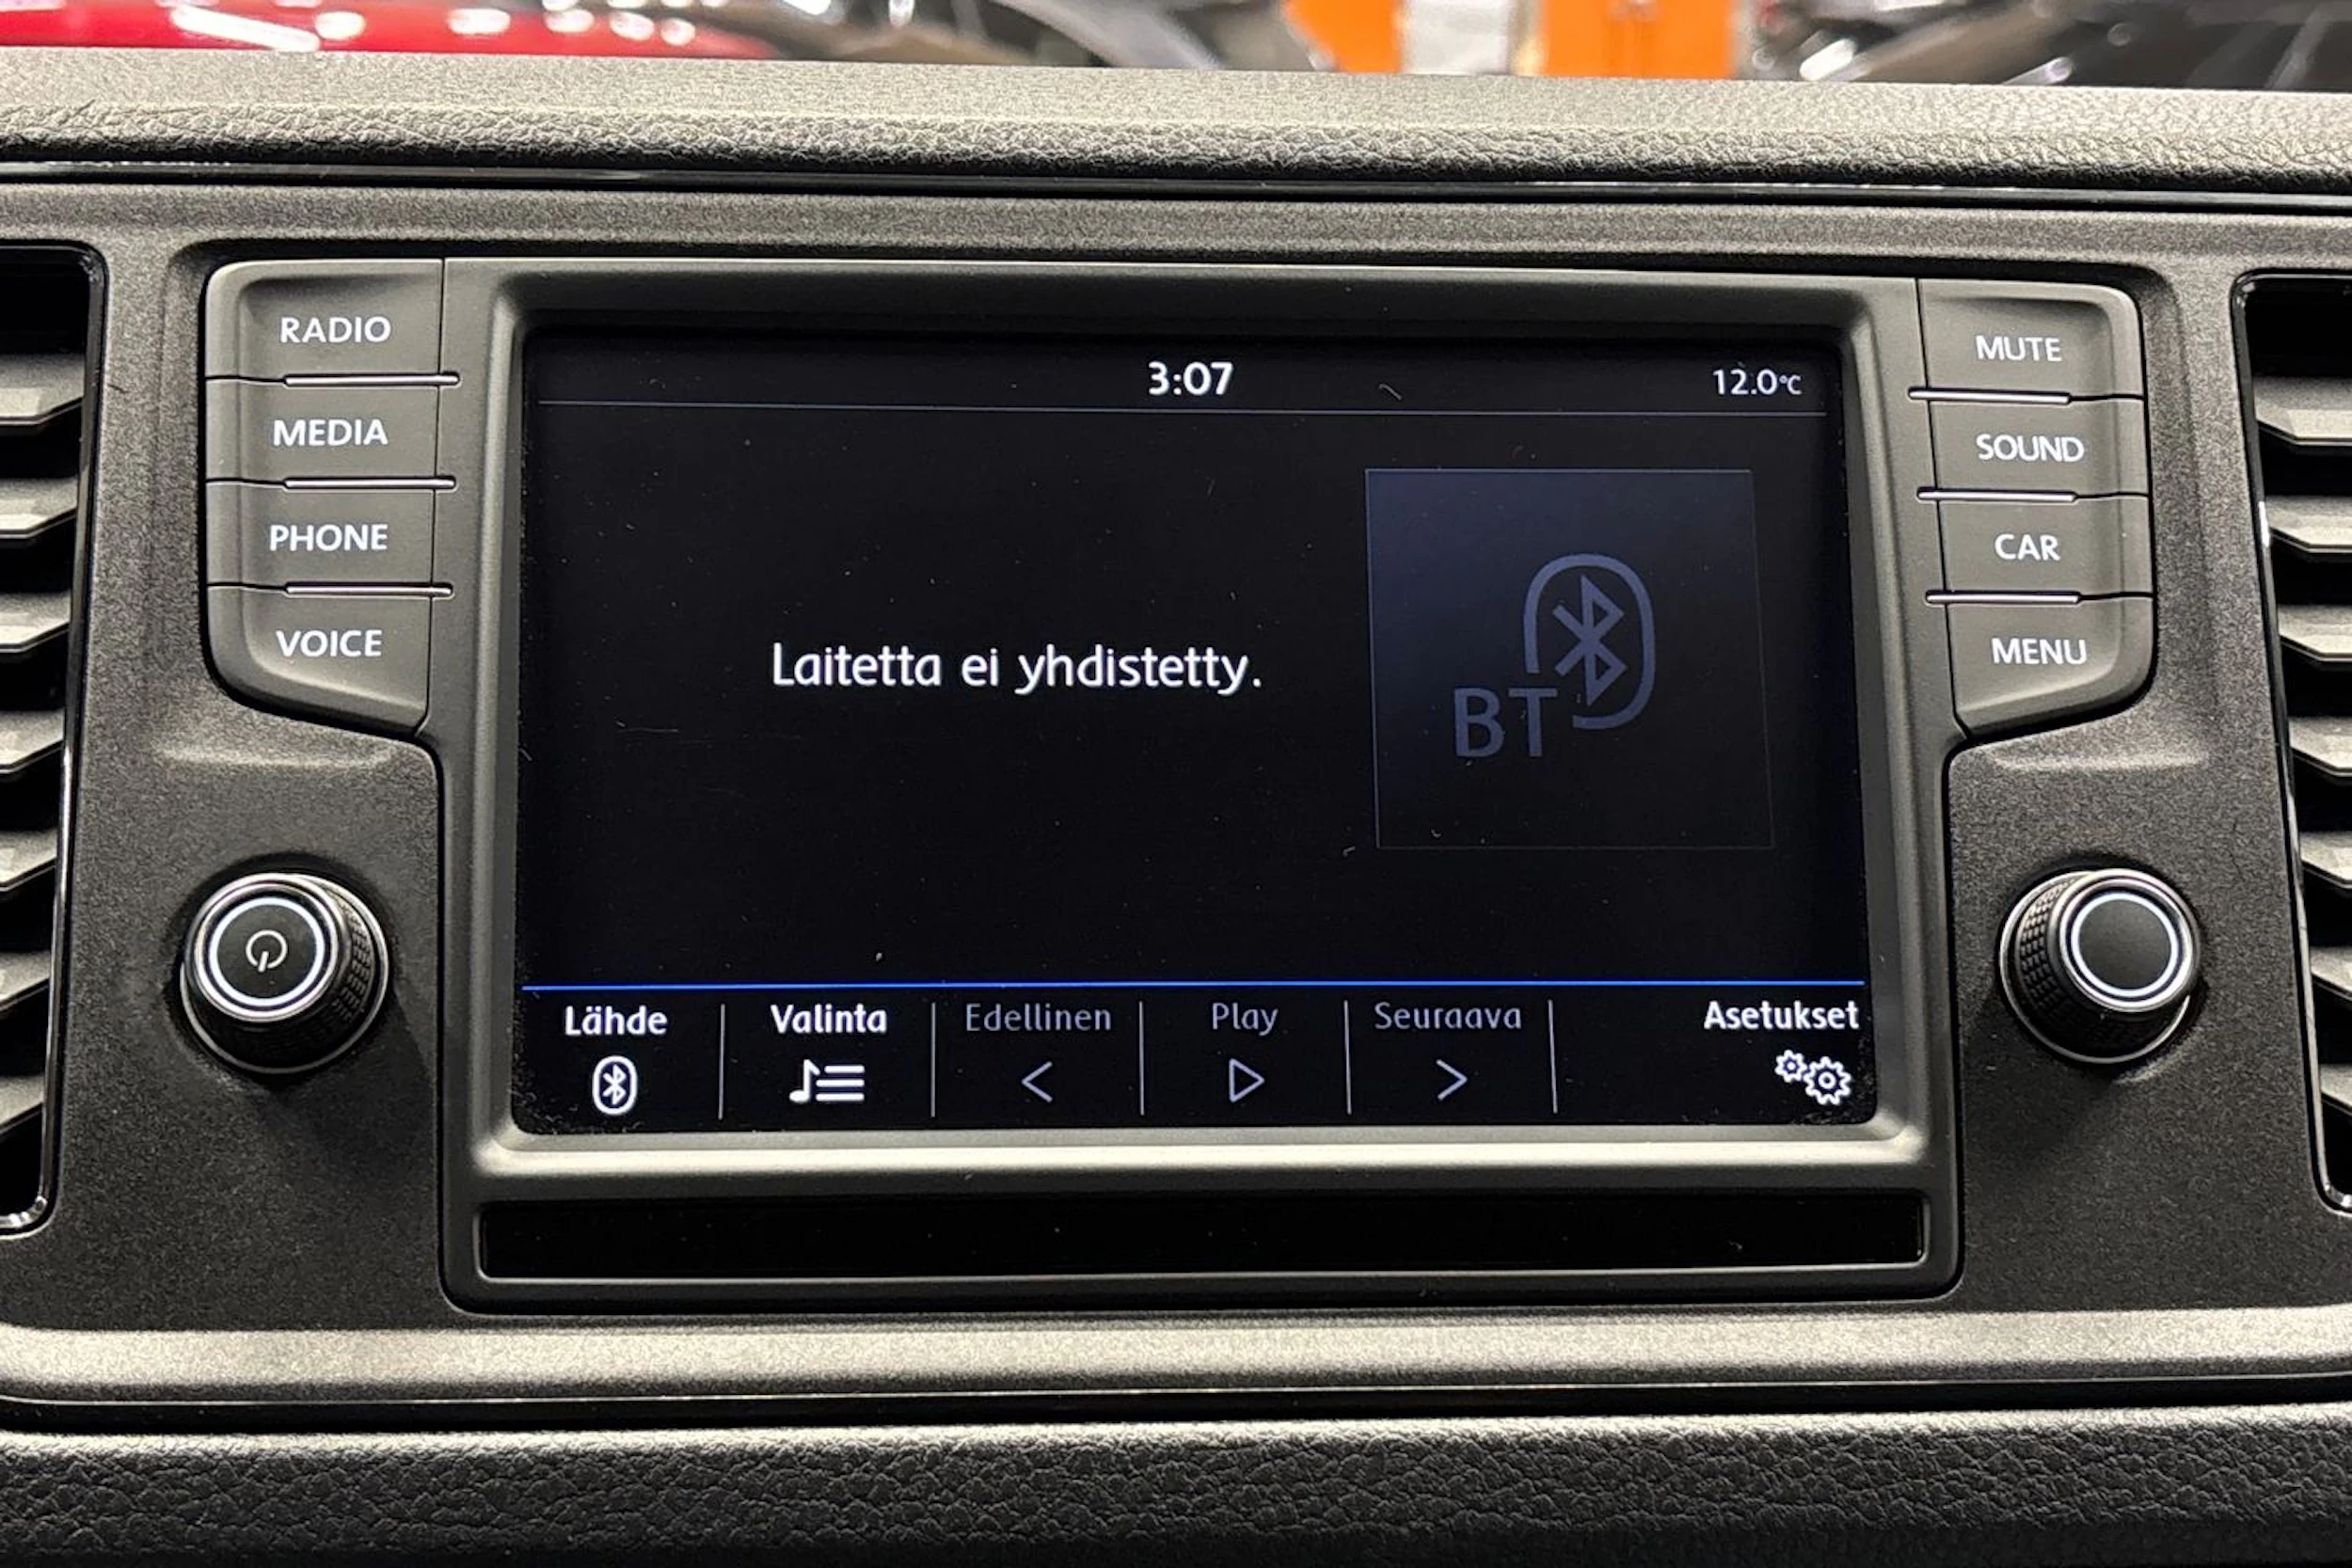 RADIO
MEDIA
PHONE
VOICE
3:07
12.0°C
Laitetta ei yhdistetty.
BT
Lähde
Valinta
Edellinen
Play
Seuraava
Asetukset
MUTE
SOUND
CAR
MENU